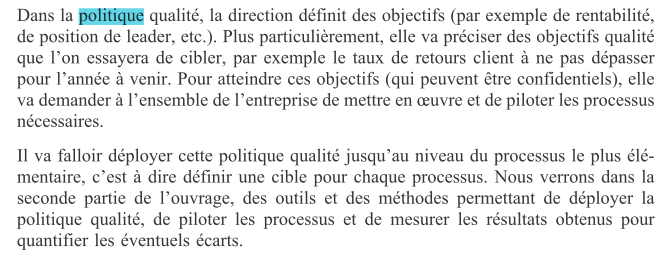 Dans la politique qualité, la direction définit des objectifs (par exemple de rentabilité,
de position de leader, etc.). Plus particulièrement, elle va préciser des objectifs qualité
que l’on essayera de cibler, par exemple le taux de retours client à ne pas dépasser
pour l’année à venir. Pour atteindre ces objectifs (qui peuvent être confidentiels), elle
va demander à l’ensemble de l’entreprise de mettre en œuvre et de piloter les processus
nécessaires.
Il va falloir déployer cette politique qualité jusqu’au niveau du processus le plus élé-
mentaire, c’est à dire définir une cible pour chaque processus. Nous verrons dans la
seconde partie de l’ouvrage, des outils et des méthodes permettant de déployer la
politique qualité, de piloter les processus et de mesurer les résultats obtenus pour
quantifier les éventuels écarts.